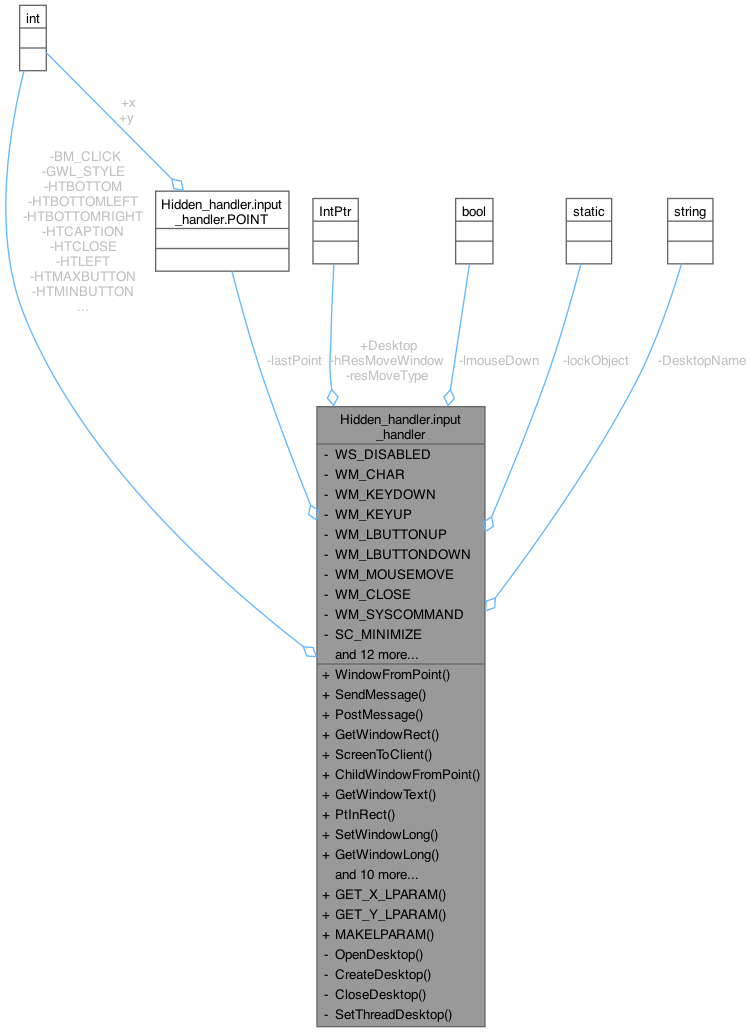 int
+x
+y
-BM_CLICK
-GWL_STYLE
-HTBOTTOM
-HTBOTTOMLEFT
-HTBOTTOMRIGHT
-HTCAPTION
-HTCLOSE
-HTLEFT
-HTMAXBUTTON
-HTMINBUTTON
...
Hidden_handler.input
_handler.POINT
IntPtr
bool
static
string
-lastPoint
+Desktop
-hResMoveWindow
-resMoveType
-lmouseDown
-lockObject
-DesktopName
Hidden_handler.input
_handler
- WS_DISABLED
- WM_CHAR
- WM_KEYDOWN
- WM_KEYUP
- WM_LBUTTONUP
- WM_LBUTTONDOWN
- WM_MOUSEMOVE
- WM_CLOSE
- WM_SYSCOMMAND
- SC_MINIMIZE
and 12 more...
+ WindowFromPoint()
+ SendMessage()
+ PostMessage()
+ GetWindowRect()
+ ScreenToClient()
+ ChildWindowFromPoint()
+ GetWindowText()
+ PtInRect()
+ SetWindowLong()
+ GetWindowLong()
and 10 more...
+ GET_X_LPARAM()
+ GET_Y_LPARAM()
+ MAKELPARAM()
- OpenDesktop()
- CreateDesktop()
- CloseDesktop()
- SetThreadDesktop()